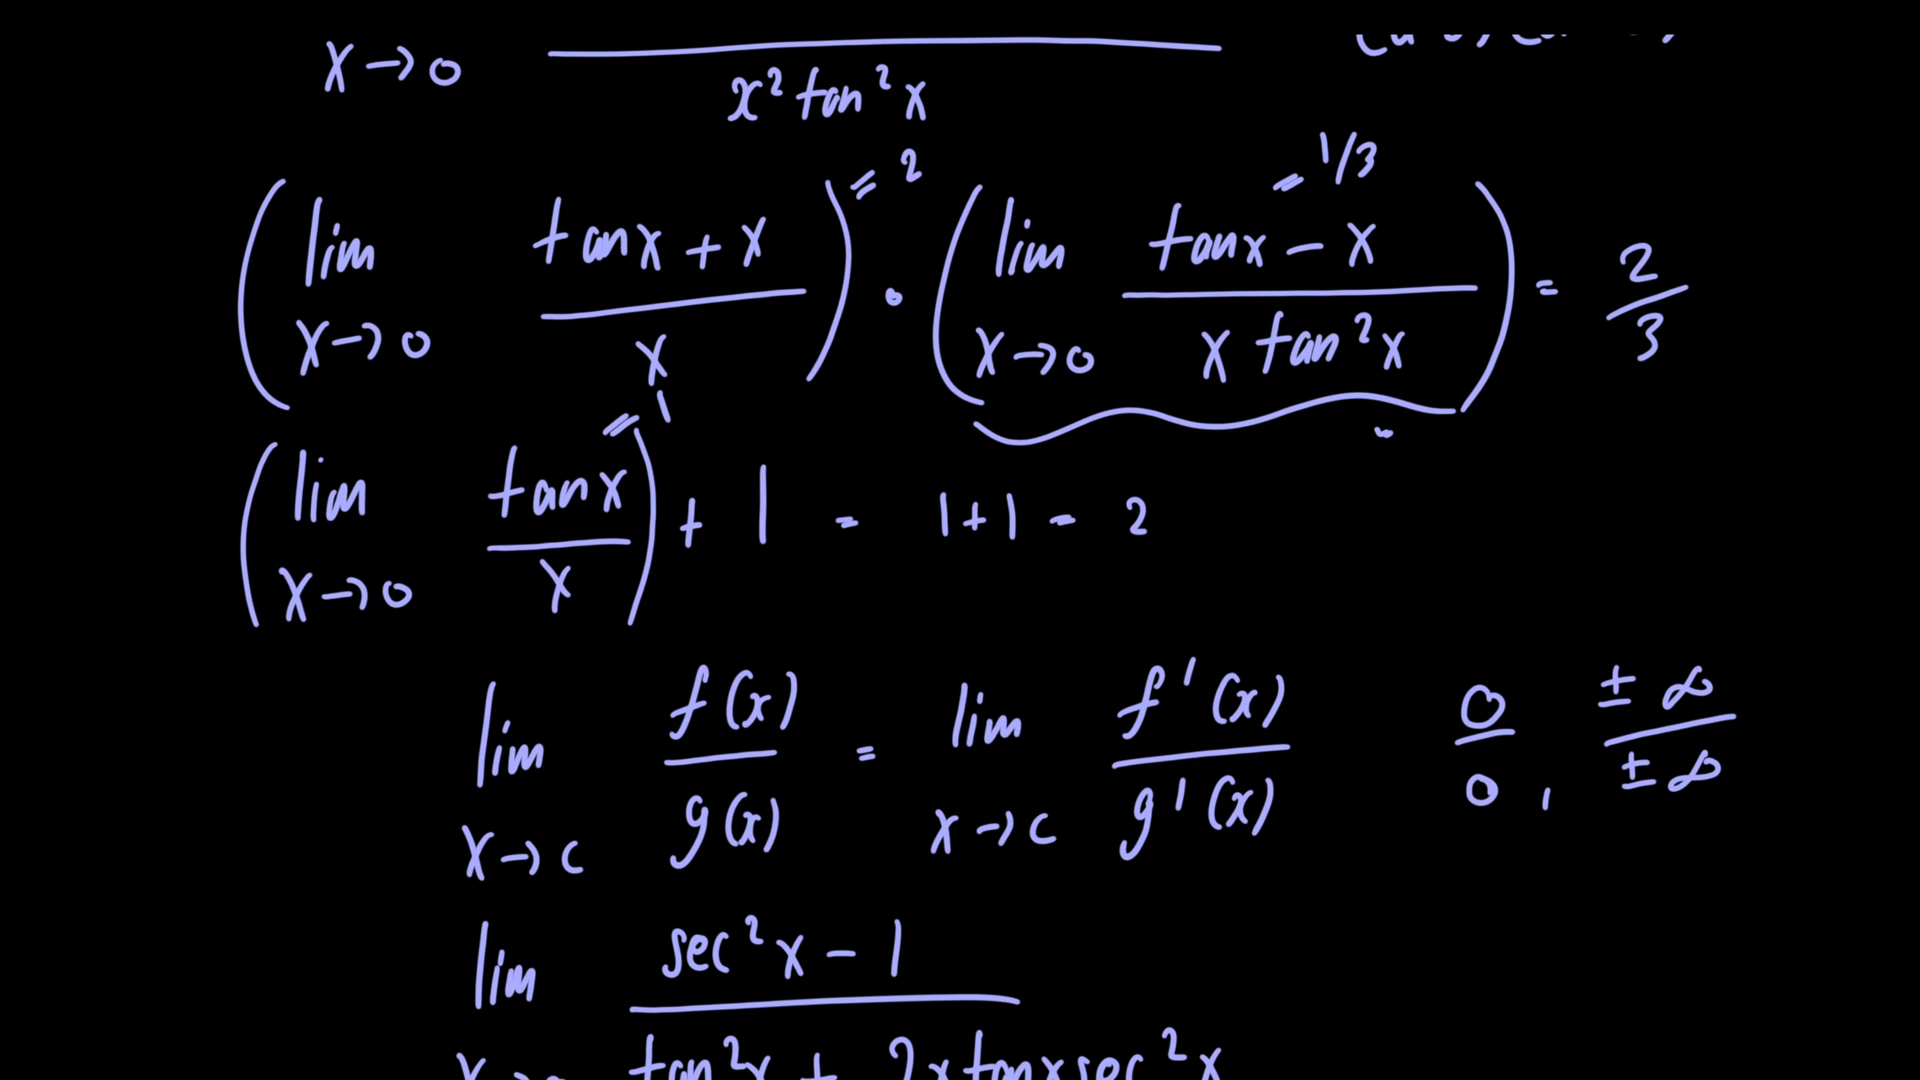 x→0 x² tan² x
(lim x→0 (tan x + x)/x) = 2 · (lim x→0 (tan x − x)/(x tan² x)) = 1/3 = 2/3
(lim x→0 tan x/x) = 1 + 1 = 1+1 = 2
lim x→c f(x)/g(x) = lim x→c f'(x)/g'(x) 0/0, ±∞/±∞
lim sec² x − 1
tan² x + 2x tan x sec² x